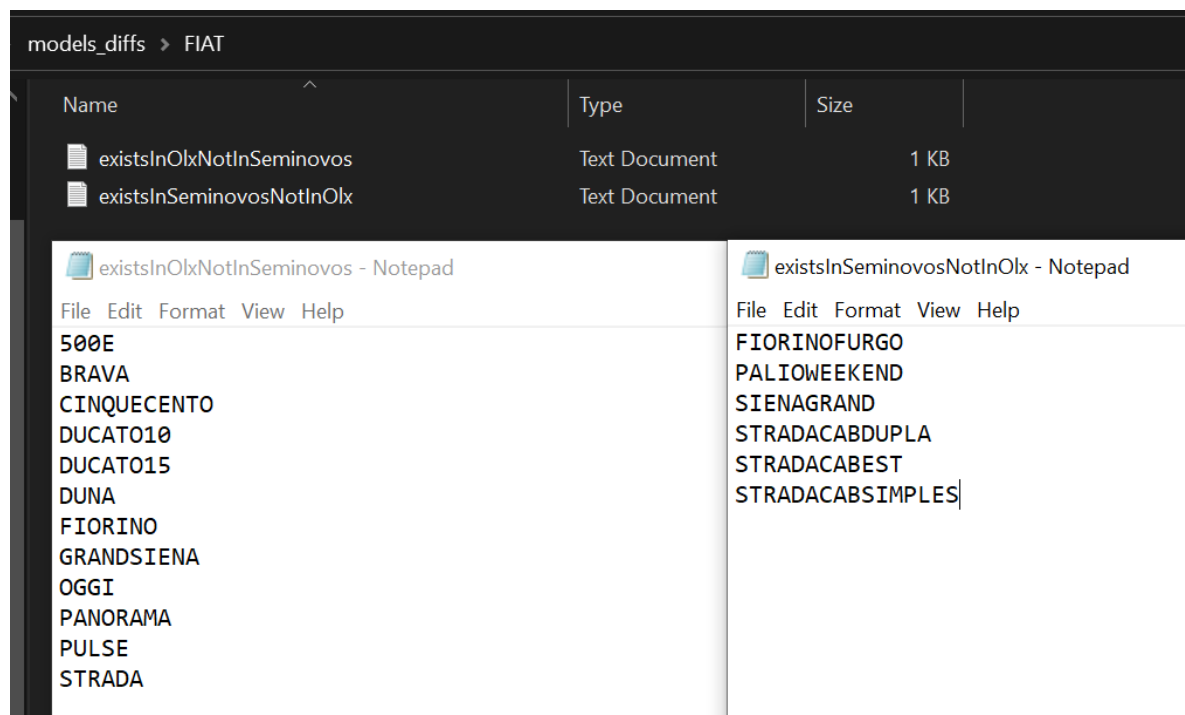 models_diffs > FIAT
Name Type Size
existsInOlxNotInSeminovos Text Document 1 KB
existsInSeminovosNotInOlx Text Document 1 KB
existsInOlxNotInSeminovos - Notepad
File Edit Format View Help
500E
BRAVA
CINQUECENTO
DUCATO10
DUCATO15
DUNA
FIORINO
GRANDSIENA
OGGI
PANORAMA
PULSE
STRADA
existsInSeminovosNotInOlx - Notepad
File Edit Format View Help
FIORINOFURGO
PALIOWEEKEND
SIENAGRAND
STRADACABDUPLA
STRADACABEST
STRADACABSIMPLES